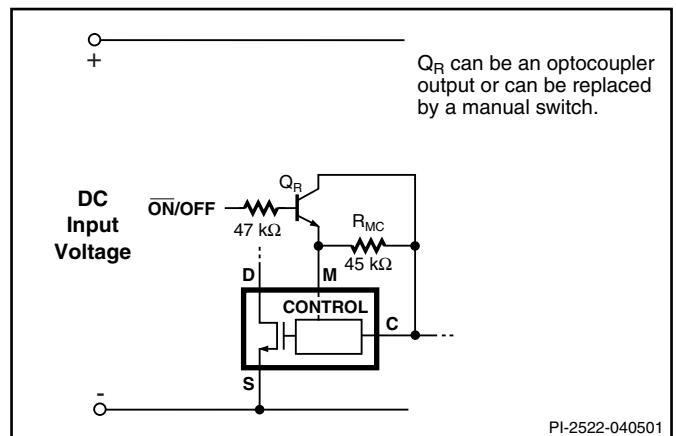 +
Q_R can be an optocoupler
output or can be replaced
by a manual switch.
Q_R
DC
Input
Voltage
ON/OFF
47 kΩ
R_MC
45 kΩ
D
M
CONTROL
C
S
-
PI-2522-040501